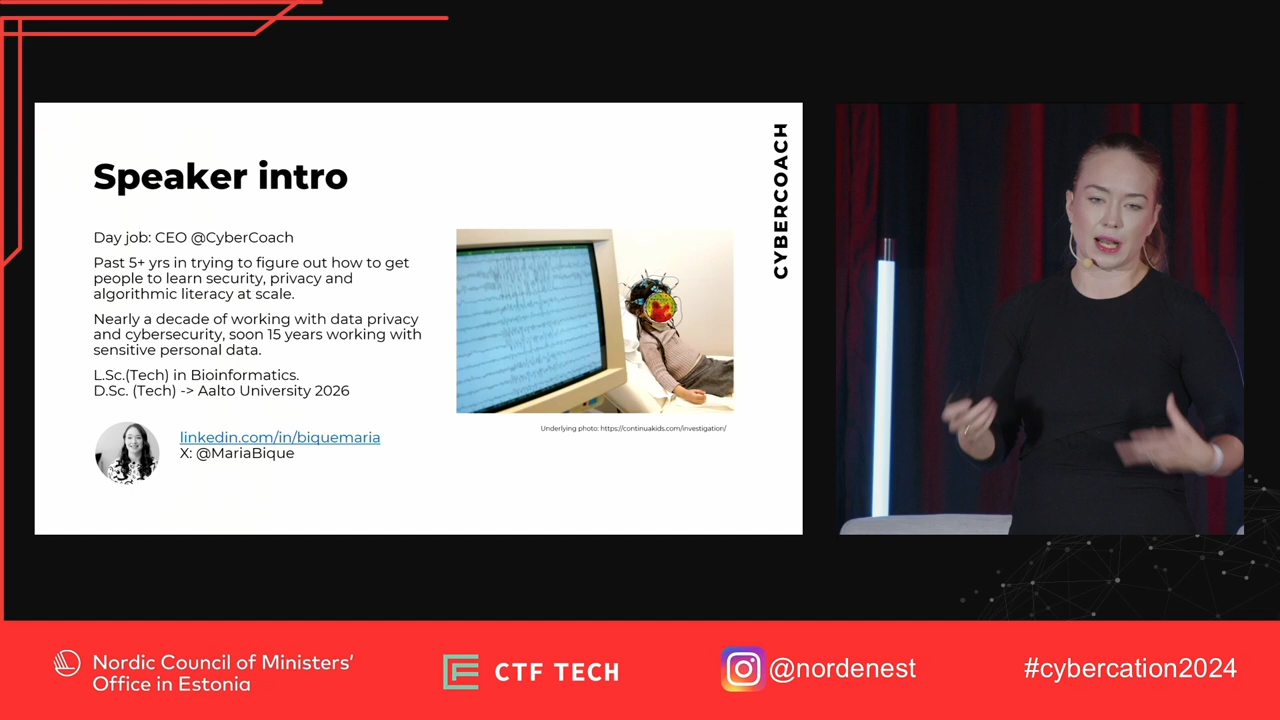 Speaker intro
Day job: CEO @CyberCoach
Past 5+ yrs in trying to figure out how to get
people to learn security, privacy and
algorithmic literacy at scale.
Nearly a decade of working with data privacy
and cybersecurity, soon 15 years working with
sensitive personal data.
L.Sc.(Tech) in Bioinformatics.
D.Sc. (Tech) -> Aalto University 2026
linkedin.com/in/biquemaria
X: @MariaBique
Underlying photo: https://continuakids.com/investigation/
CYBERCOACH
Nordic Council of Ministers'
Office in Estonia
CTF TECH
@nordenest
#cybercation2024